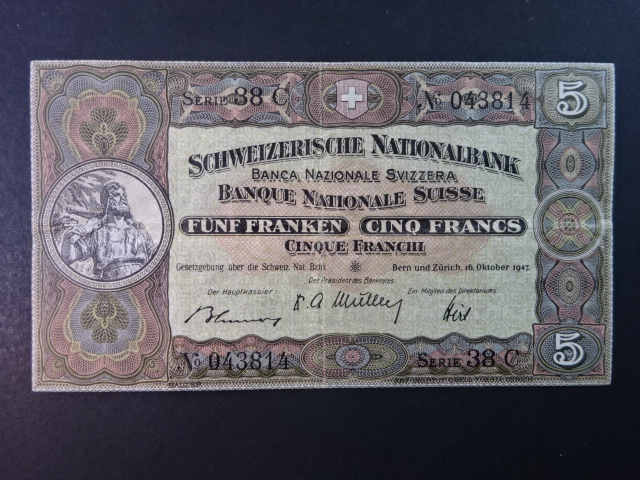 SERIE 38 C № 043814 5
SCHWEIZERISCHE NATIONALBANK
BANCA NAZIONALE SVIZZERA
BANQUE NATIONALE SUISSE
FÜNF FRANKEN CINQ FRANCS
CINQUE FRANCHI
Gesetzgebung über die Schweiz. Nat. Bank Bern und Zürich, 16. Oktober 1947.
Der Präsident des Bankrates:
Der Hauptkassier: Ein Mitglied des Direktoriums
№ 043814 SERIE 38 C 5